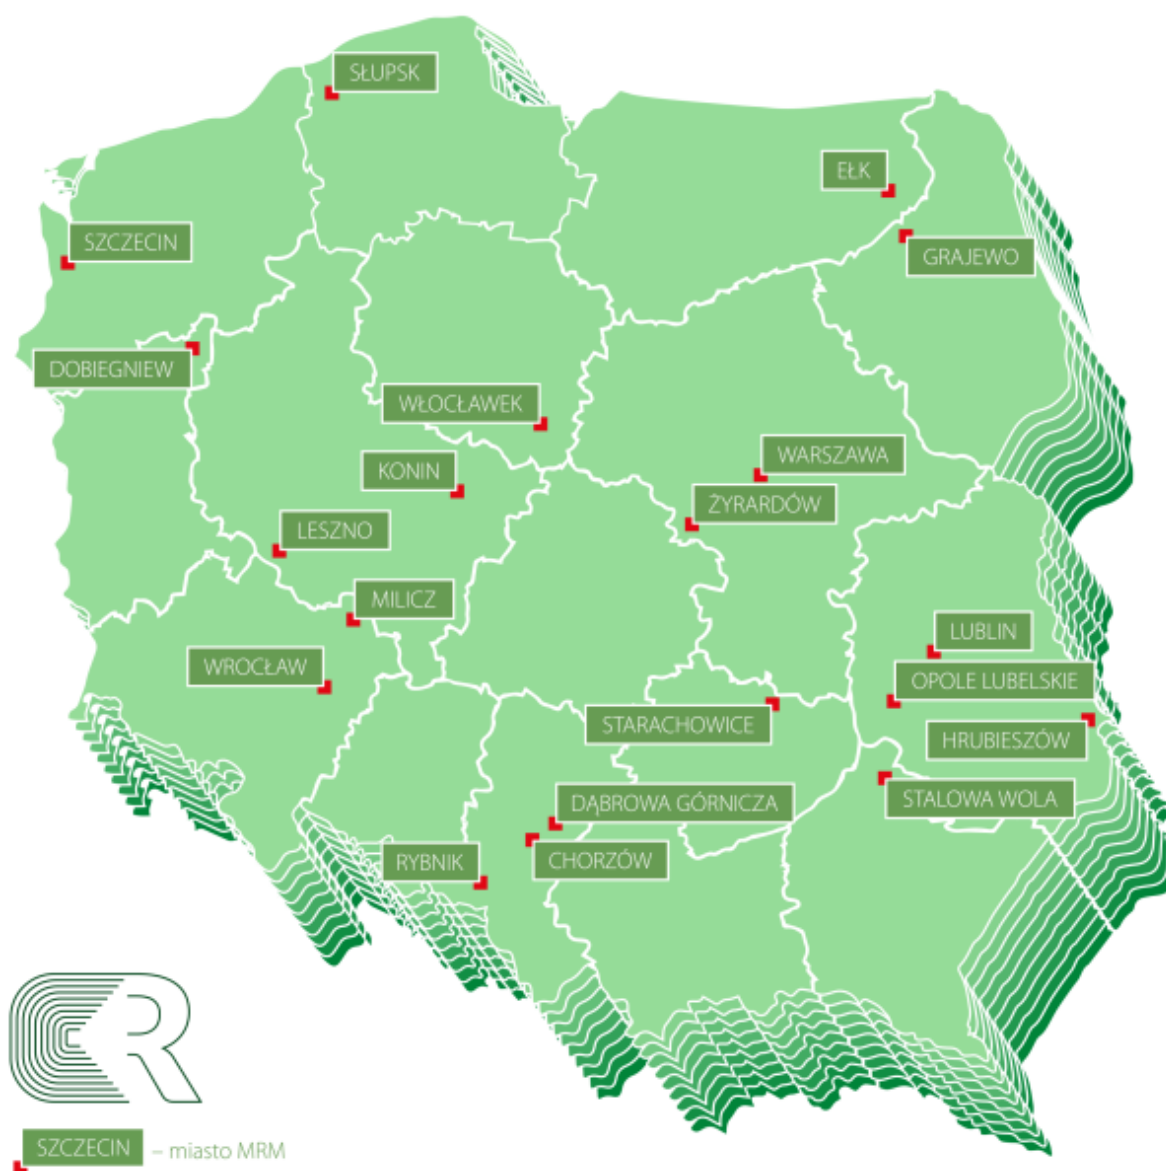 SŁUPSK
EŁK
SZCZECIN
GRAJEWO
DOBIEGNIEW
WŁOCŁAWEK
WARSZAWA
KONIN
ŻYRARDÓW
LESZNO
MILICZ
LUBLIN
WROCŁAW
OPOLE LUBELSKIE
STARACHOWICE
HRUBIESZÓW
DĄBROWA GÓRNICZA
STALOWA WOLA
RYBNIK
CHORZÓW
CR
SZCZECIN – miasto MRM